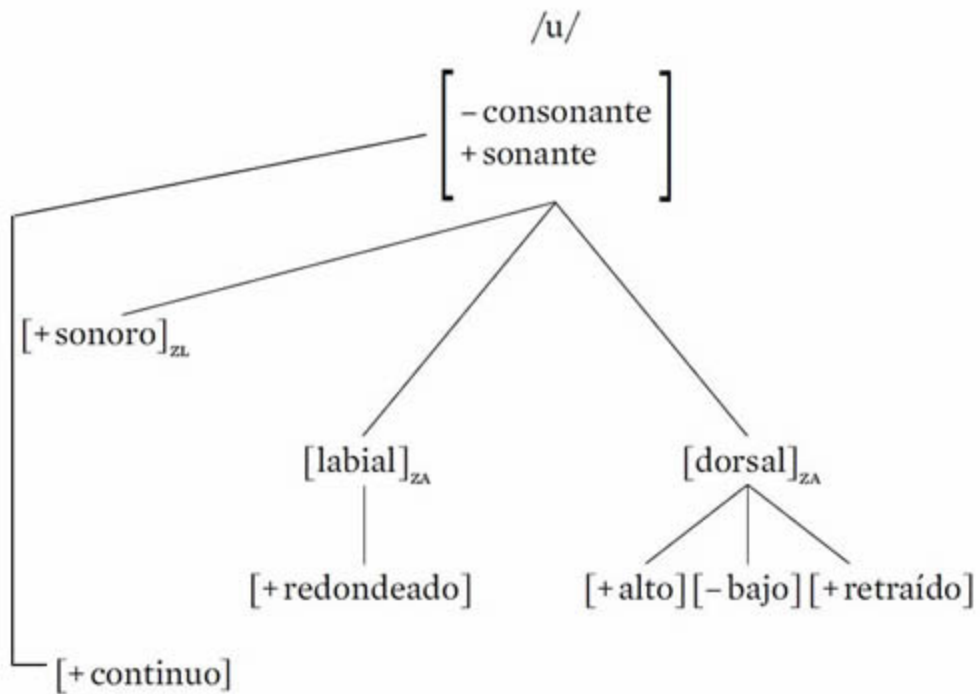 /u/
– consonante
+ sonante
[+ sonoro]ZL
[labial]ZA [dorsal]ZA
[+ redondeado] [+ alto] [– bajo] [+ retraído]
[+ continuo]